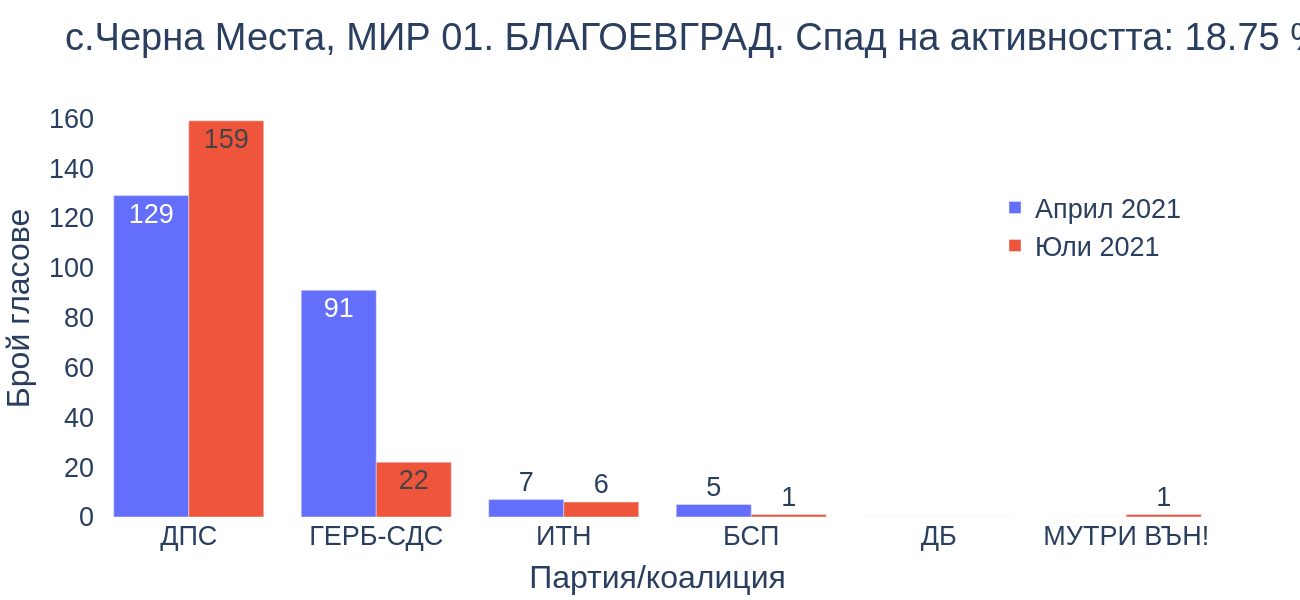 с.Черна Места, МИР 01. БЛАГОЕВГРАД. Спад на активността: 18.75 %
Брой гласове
160
140
120
100
80
60
40
20
0
129
159
91
22
7
6
5
1
1
Април 2021
Юли 2021
ДПС
ГЕРБ-СДС
ИТН
БСП
ДБ
МУТРИ ВЪН!
Партия/коалиция